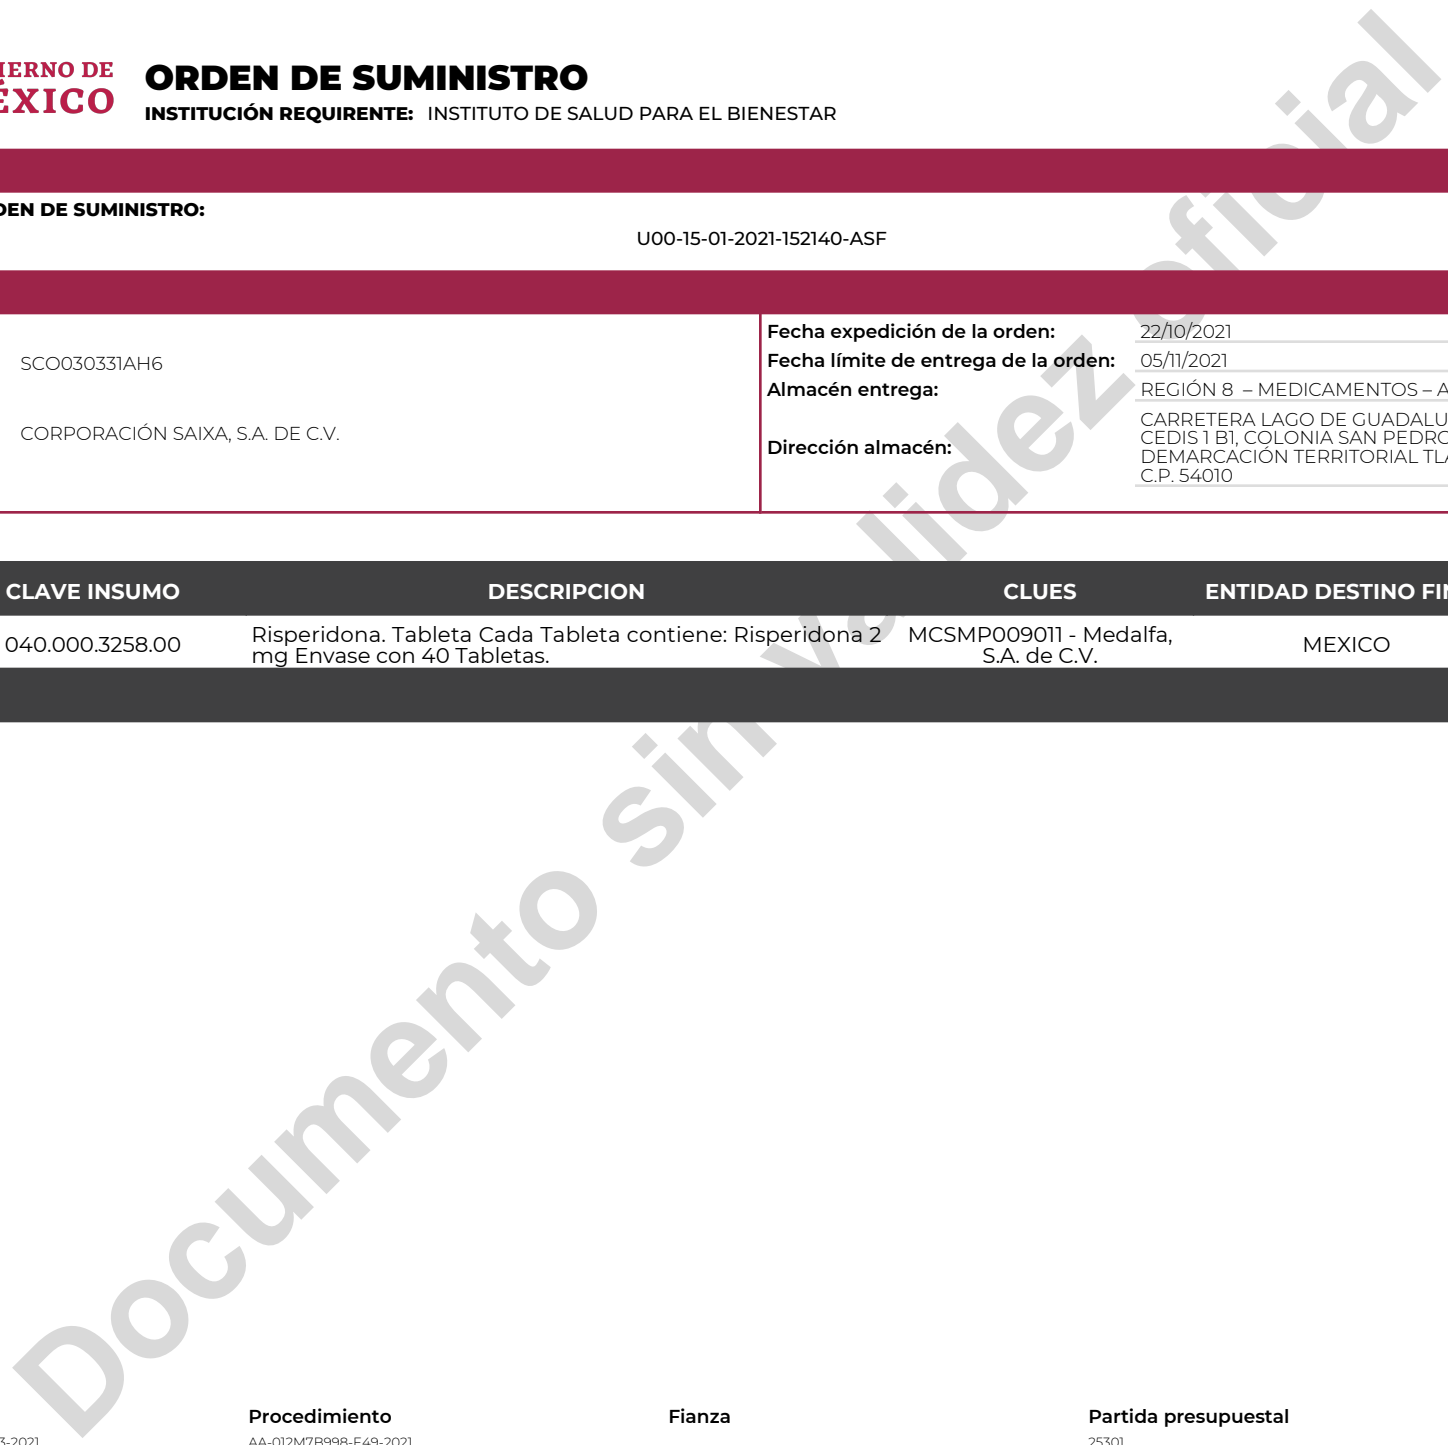 IERNO DE
ÉXICO
ORDEN DE SUMINISTRO
INSTITUCIÓN REQUIRENTE: INSTITUTO DE SALUD PARA EL BIENESTAR
DEN DE SUMINISTRO:
U00-15-01-2021-152140-ASF
SCO030331AH6
CORPORACIÓN SAIXA, S.A. DE C.V.
Fecha expedición de la orden: 22/10/2021
Fecha límite de entrega de la orden: 05/11/2021
Almacén entrega: REGIÓN 8 – MEDICAMENTOS – A
Dirección almacén:
CARRETERA LAGO DE GUADALU
CEDIS 1 B1, COLONIA SAN PEDRO
DEMARCACIÓN TERRITORIAL TLA
C.P. 54010
CLAVE INSUMO DESCRIPCION CLUES ENTIDAD DESTINO FIN
040.000.3258.00
Risperidona. Tableta Cada Tableta contiene: Risperidona 2
mg Envase con 40 Tabletas.
MCSMP009011 - Medalfa,
S.A. de C.V.
MEXICO
Documento sin validez oficial
Procedimiento Fianza Partida presupuestal
3-2021 AA-012M7B998-E49-2021 25301